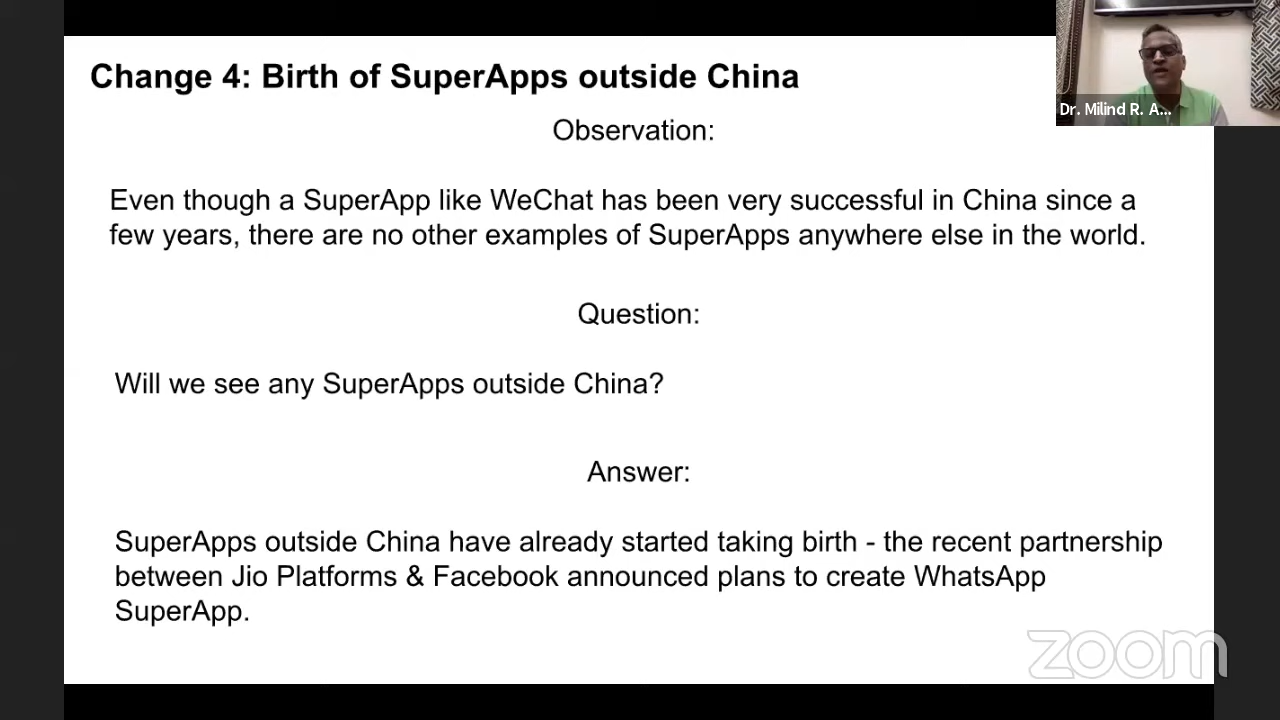 Change 4: Birth of SuperApps outside China
Dr. Milind R. A...
Observation:
Even though a SuperApp like WeChat has been very successful in China since a
few years, there are no other examples of SuperApps anywhere else in the world.
Question:
Will we see any SuperApps outside China?
Answer:
SuperApps outside China have already started taking birth - the recent partnership
between Jio Platforms & Facebook announced plans to create WhatsApp
SuperApp.
zoom